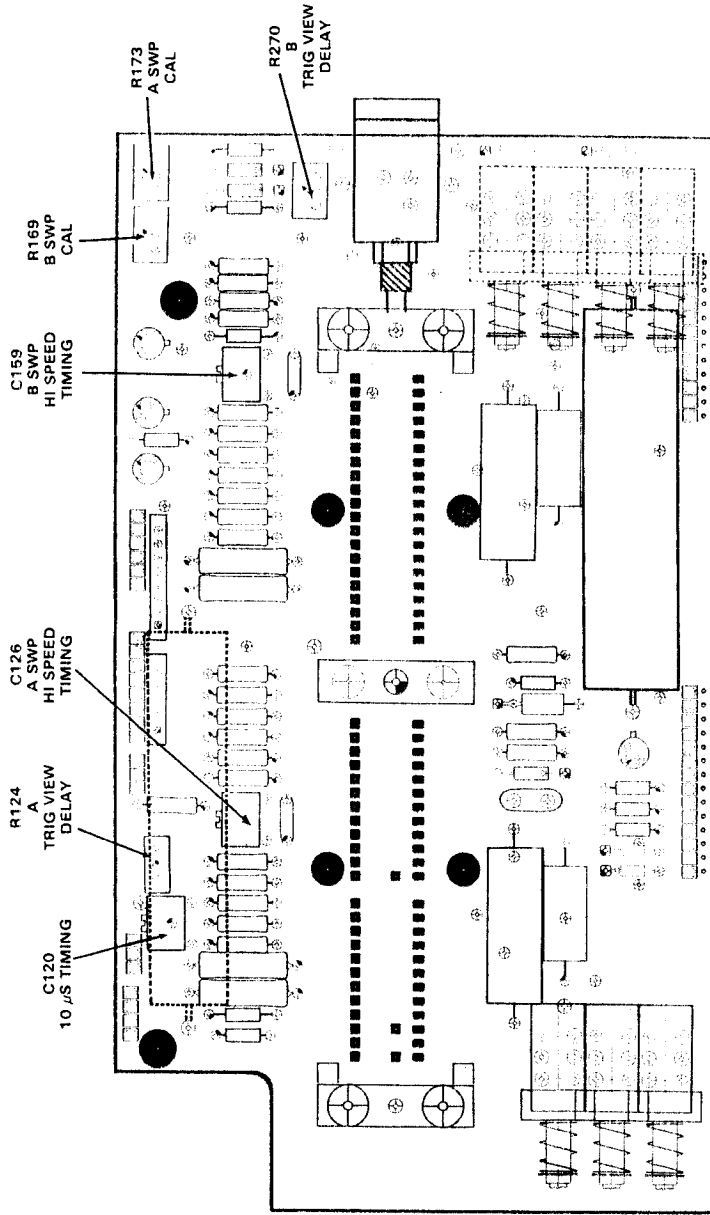 C120
10 μS TIMING
R124
A
TRIG VIEW
DELAY
C126
A SWP
HI SPEED
TIMING
C159
B SWP
HI SPEED
TIMING
R169
B SWP
CAL
R173
A SWP
CAL
R270
B
TRIG VIEW
DELAY